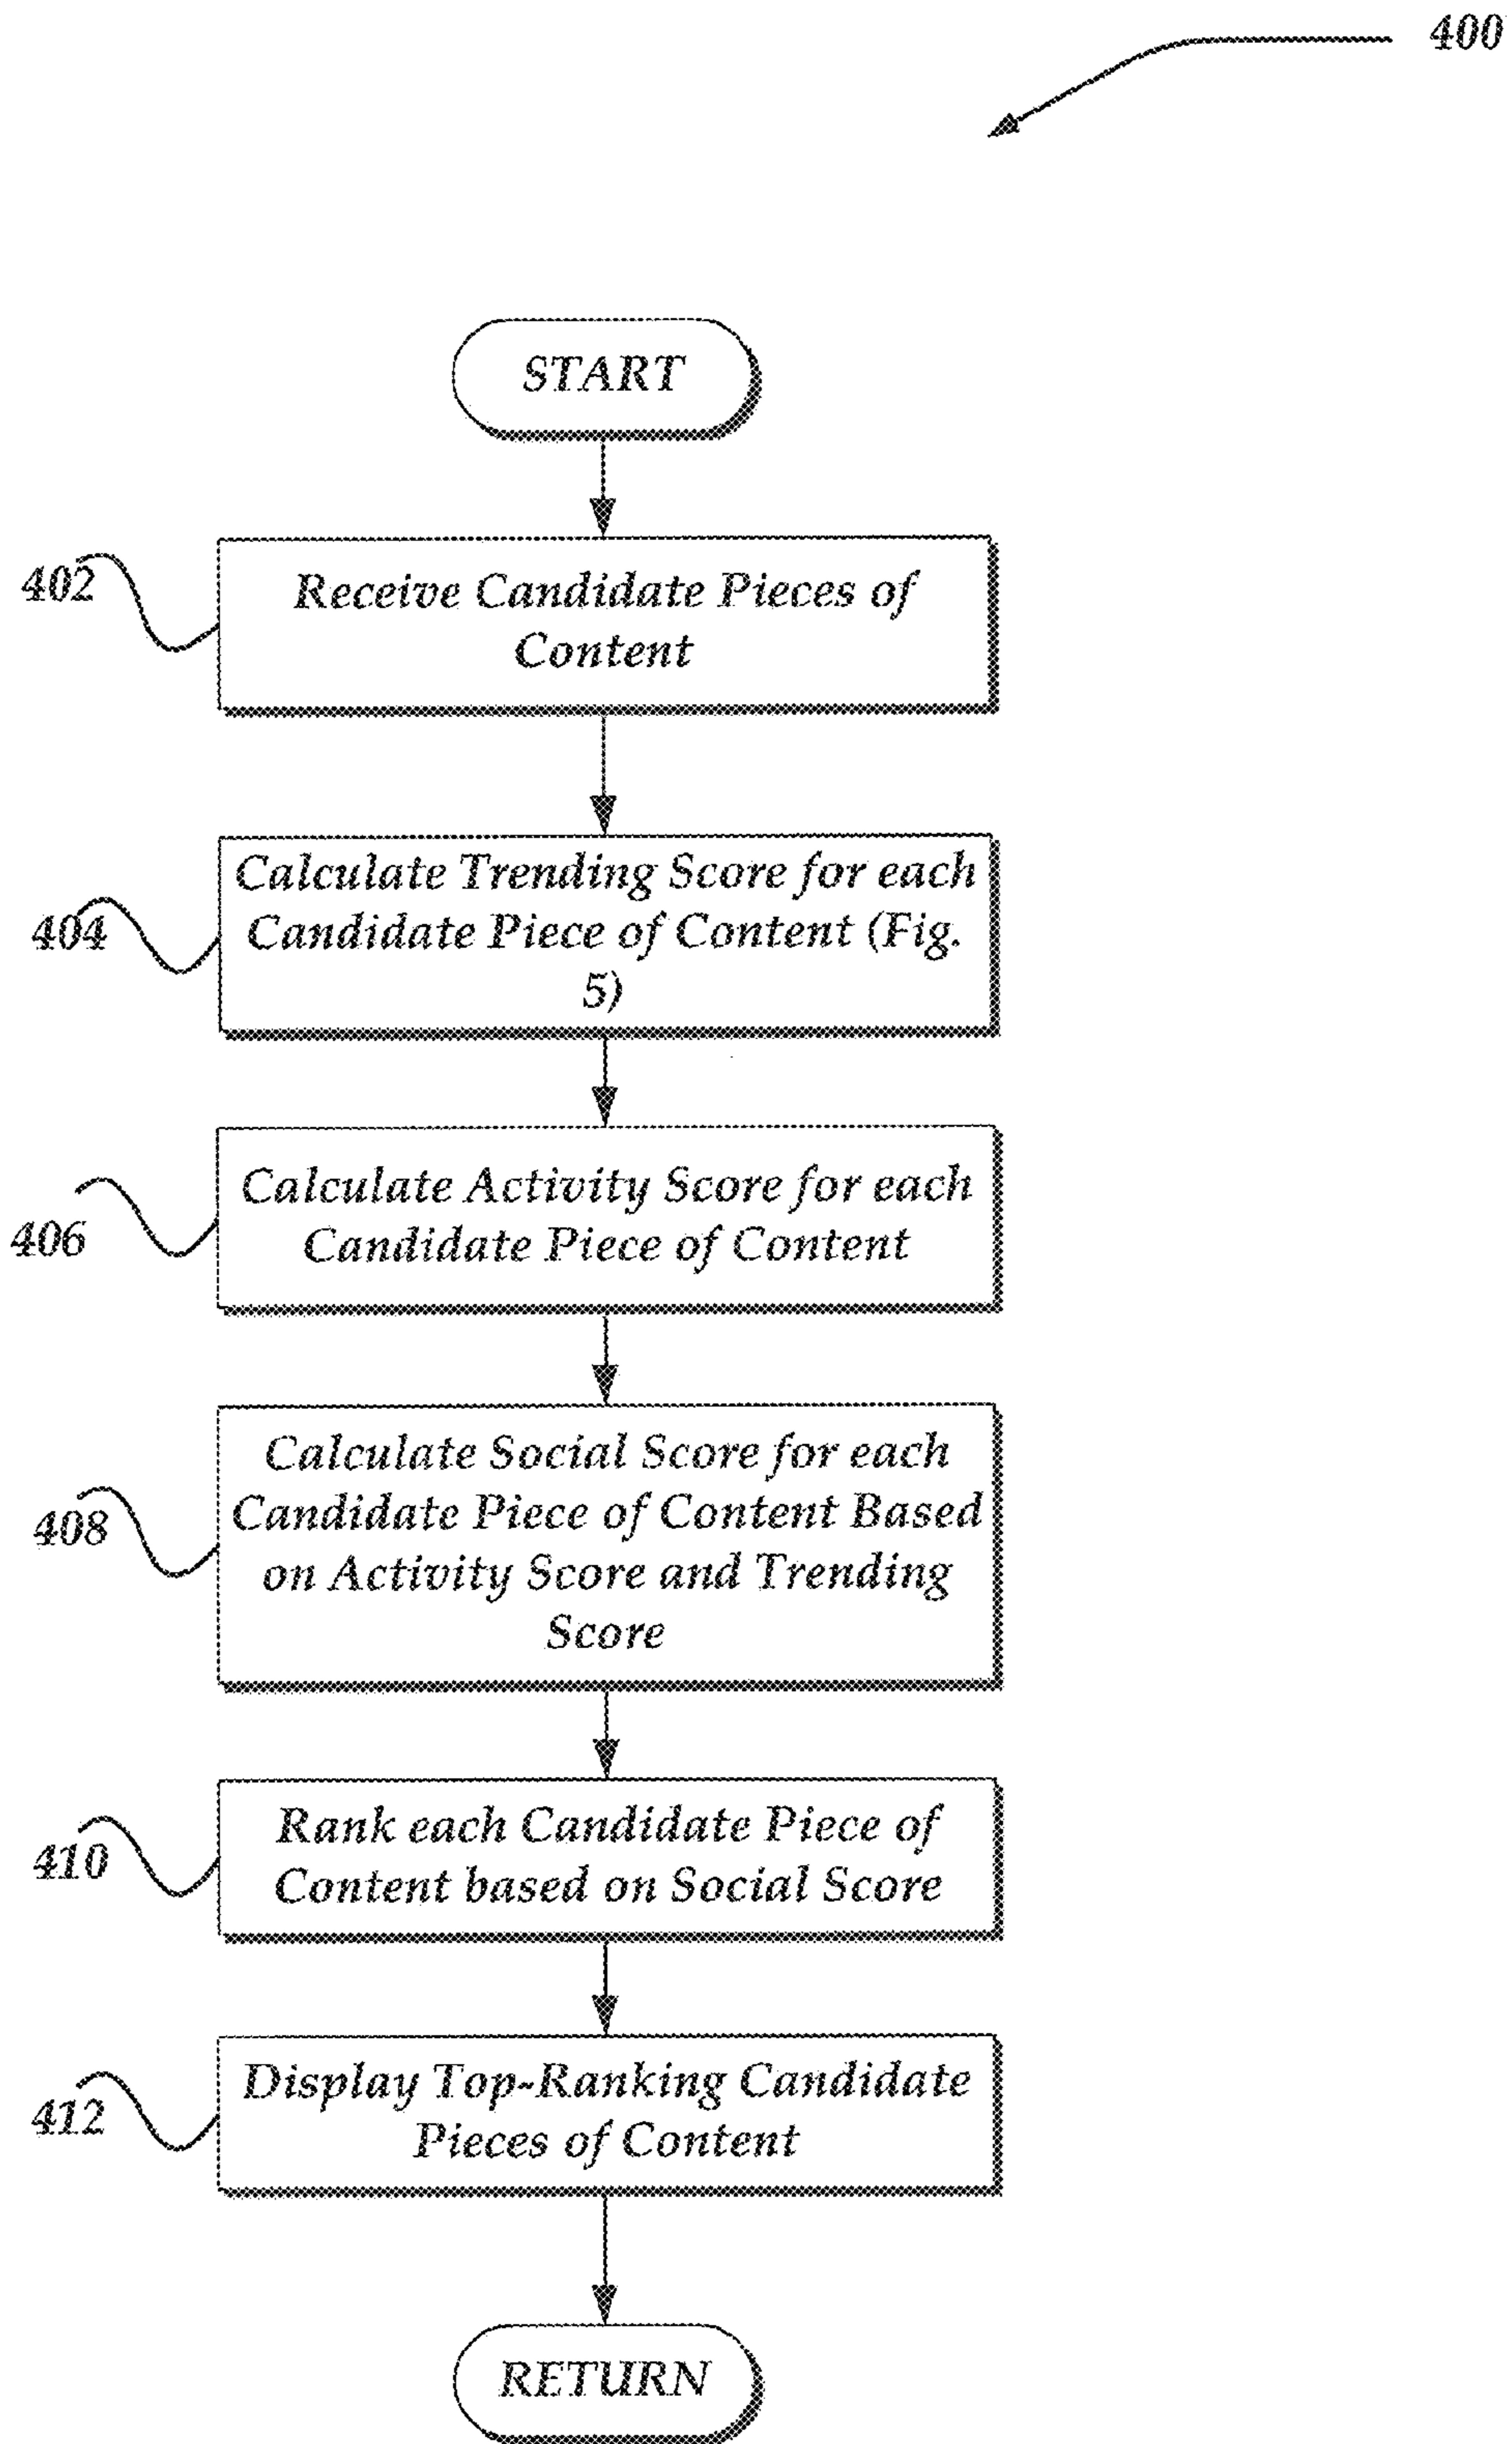 400
START
402
Receive Candidate Pieces of
Content
404
Calculate Trending Score for each
Candidate Piece of Content (Fig.
5)
406
Calculate Activity Score for each
Candidate Piece of Content
408
Calculate Social Score for each
Candidate Piece of Content Based
on Activity Score and Trending
Score
410
Rank each Candidate Piece of
Content based on Social Score
412
Display Top-Ranking Candidate
Pieces of Content
RETURN